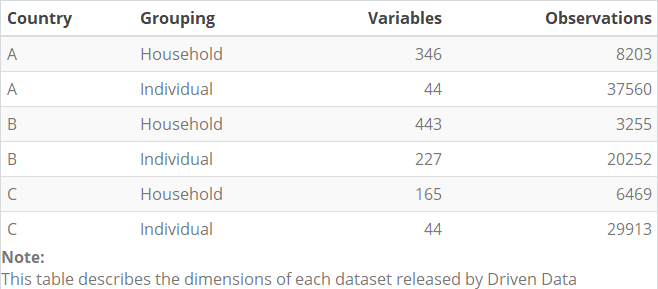 Country Grouping Variables Observations
A Household 346 8203
A Individual 44 37560
B Household 443 3255
B Individual 227 20252
C Household 165 6469
C Individual 44 29913
Note:
This table describes the dimensions of each dataset released by Driven Data